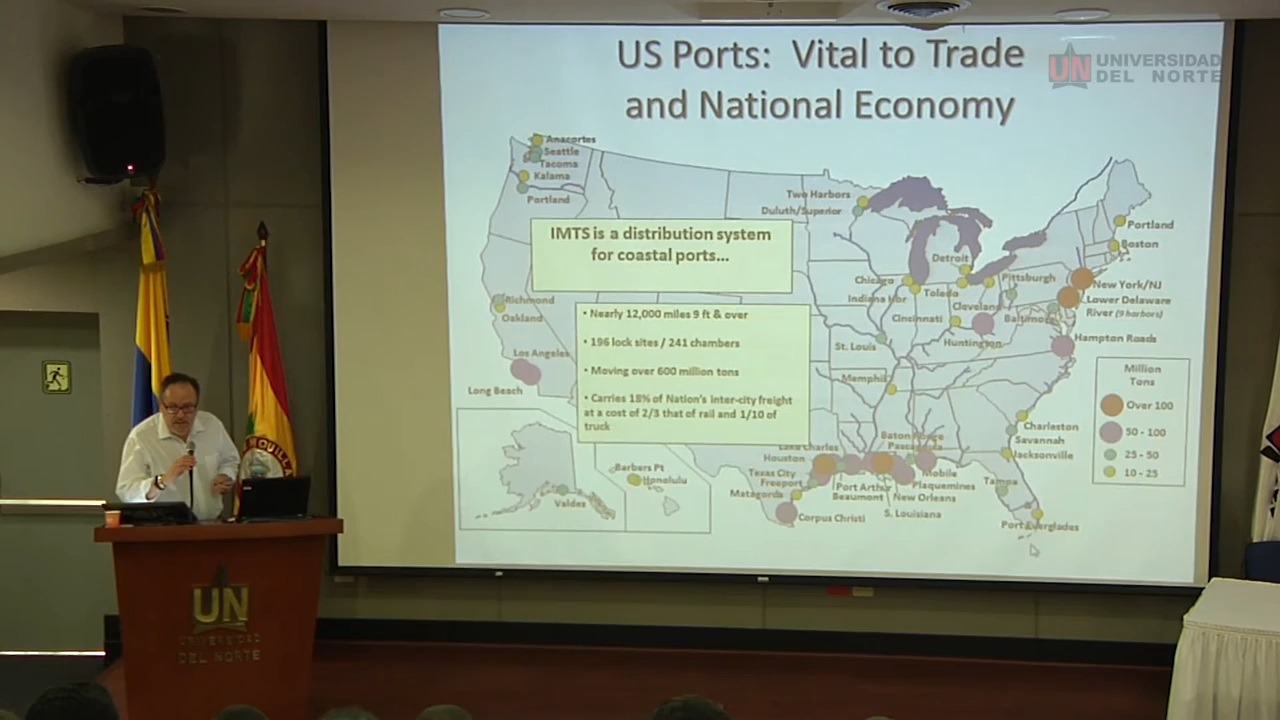 US Ports: Vital to Trade
and National Economy
UNIVERSIDAD
UN DEL NORTE
Anacortes
Seattle
Tacoma
Kalama
Portland
Two Harbors
Duluth/Superior
Portland
Boston
IMTS is a distribution system
for coastal ports...
Detroit
Chicago
Pittsburgh
New York/NJ
Indiana Hbr
Toledo
Cleveland
Lower Delaware
River (9 harbors)
Richmond
Oakland
• Nearly 12,000 miles 9 ft & over
Cincinnati
Baltimore
• 196 lock sites / 241 chambers
St. Louis
Huntington
Hampton Roads
Los Angeles
Long Beach
• Moving over 600 million tons
Memphis
• Carries 18% of Nation's inter-city freight
at a cost of 2/3 that of rail and 1/10 of
truck
Million
Tons
Over 100
50 - 100
25 - 50
10 - 25
Charleston
Savannah
Jacksonville
Lake Charles
Baton Rouge
Pascagoula
Houston
Texas City
Freeport
Matagorda
Corpus Christi
Port Arthur
Beaumont
Mobile
Plaquemines
New Orleans
S. Louisiana
Tampa
Port Everglades
Barbers Pt
Honolulu
Valdez
UN
UNIVERSIDAD
DEL NORTE